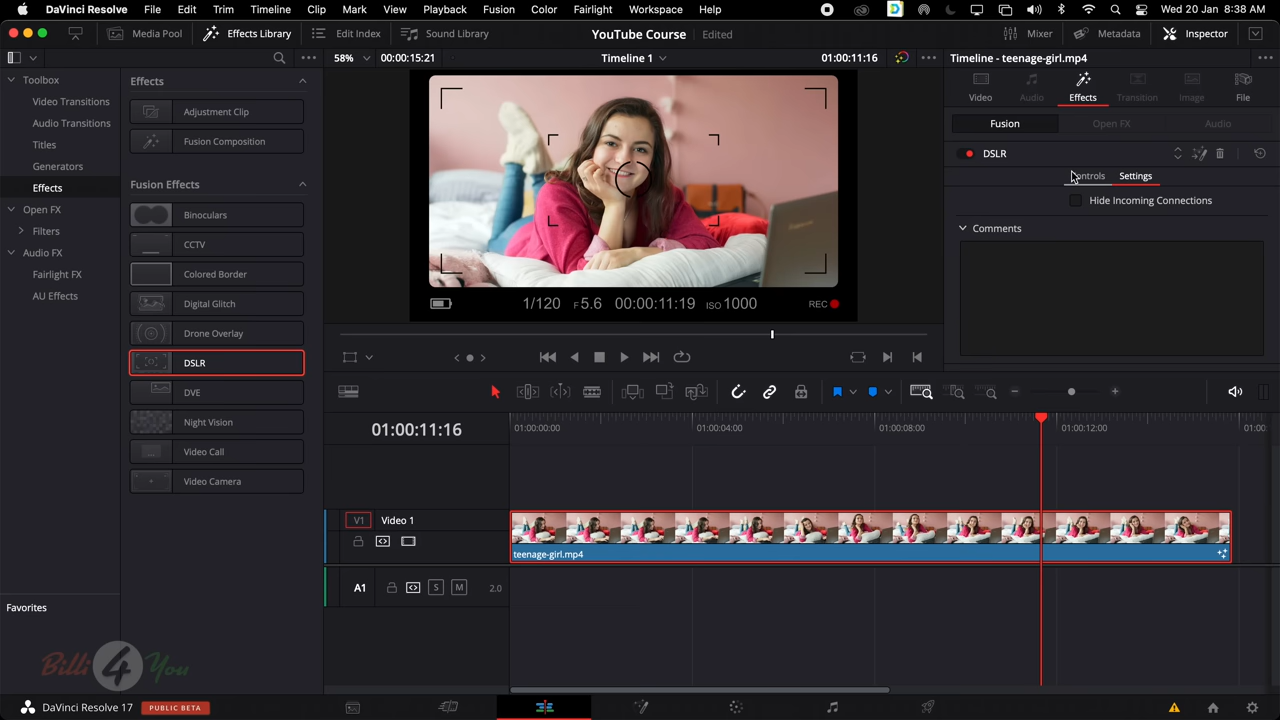 DaVinci Resolve File Edit Trim Timeline Clip Mark View Playback Fusion Color Fairlight Workspace Help Wed 20 Jan 8:38 AM
Media Pool Effects Library Edit Index Sound Library YouTube Course Edited Mixer Metadata Inspector
58% 00:00:15:21 Timeline 1 01:00:11:16 Timeline - teenage-girl.mp4
Toolbox
Video Transitions
Audio Transitions
Titles
Generators
Effects
Open FX
Filters
Audio FX
Fairlight FX
AU Effects
Favorites
Effects
Adjustment Clip
Fusion Composition
Fusion Effects
Binoculars
CCTV
Colored Border
Digital Glitch
Drone Overlay
DSLR
DVE
Night Vision
Video Call
Video Camera
1/120 F 5.6 00:00:11:19 ISO 1000 REC
Video Audio Effects Transition Image File
Fusion Open FX Audio
DSLR
ontrols Settings
Hide Incoming Connections
Comments
01:00:11:16
01:00:00:00 01:00:04:00 01:00:08:00 01:00:12:00 01:00
V1 Video 1
teenage-girl.mp4
A1 S M 2.0
Billi 4 You
DaVinci Resolve 17 PUBLIC BETA